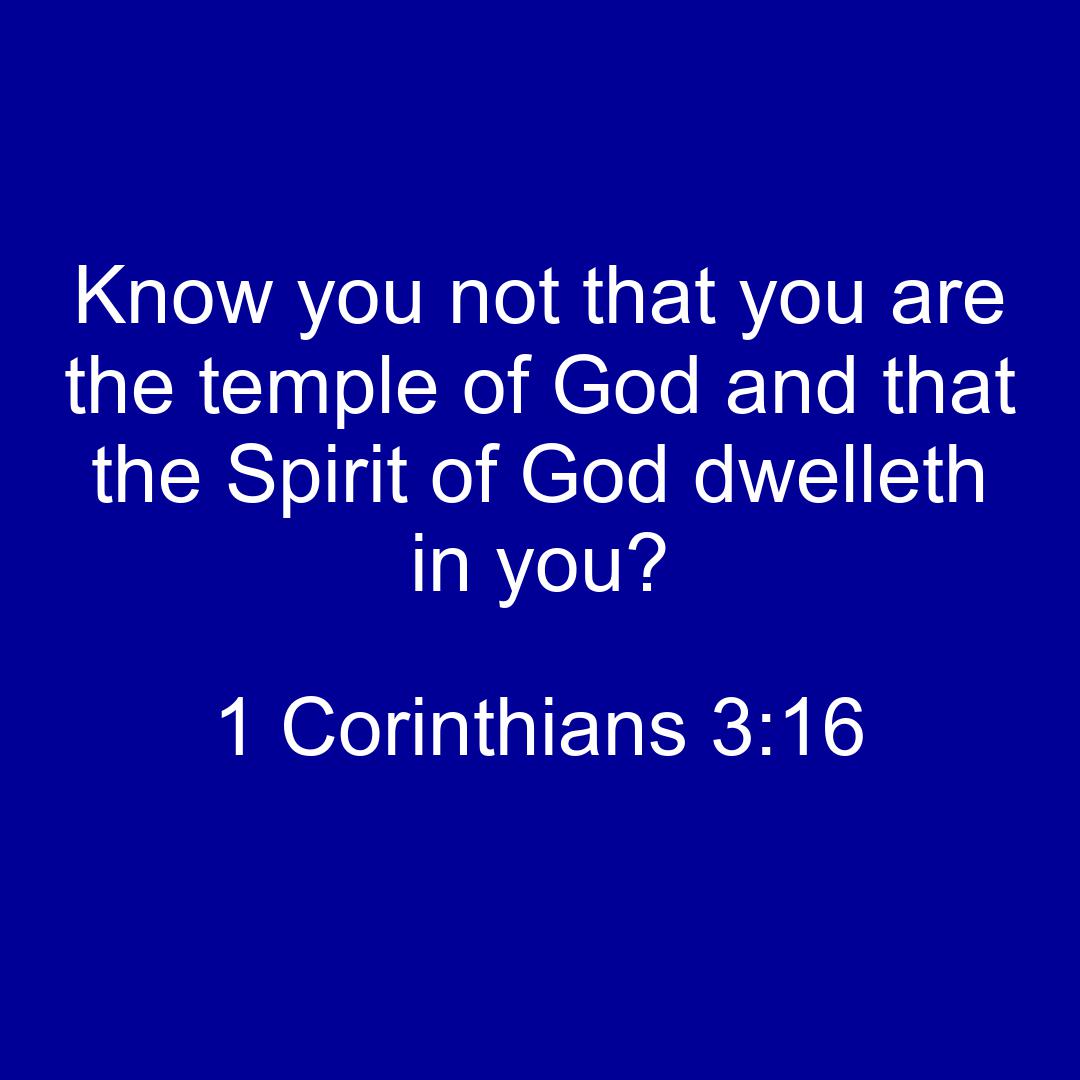 Know you not that you are
the temple of God and that
the Spirit of God dwelleth
in you?
1 Corinthians 3:16